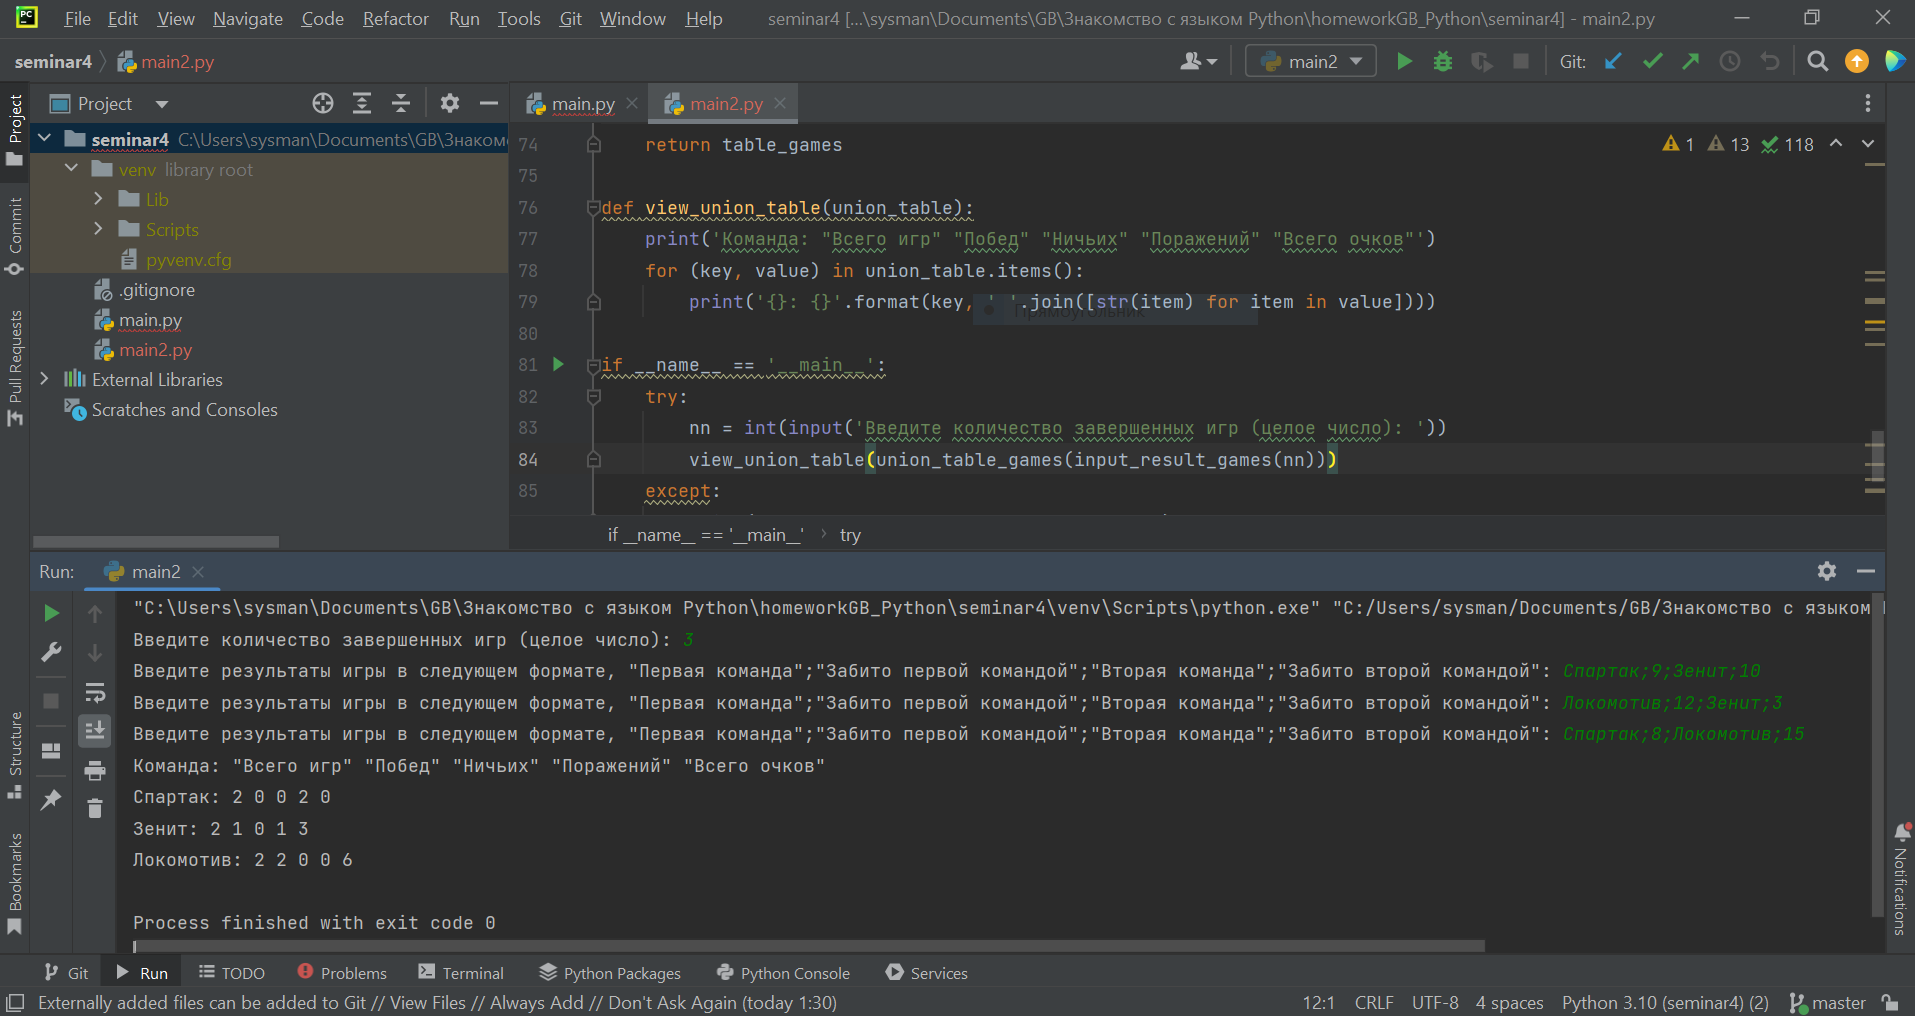 PC File Edit View Navigate Code Refactor Run Tools Git Window Help seminar4 [...\sysman\Documents\GB\Знакомство с языком Python\homeworkGB_Python\seminar4] - main2.py
seminar4 main2.py main2 Git:
Project
main.py main2.py
seminar4 C:\Users\sysman\Documents\GB\Знаком
venv library root
Lib
Scripts
pyvenv.cfg
.gitignore
main.py
main2.py
External Libraries
Scratches and Consoles
Project
Commit
Pull Requests
1 13 118
74 return table_games
75
76 def view_union_table(union_table):
77 print('Команда: "Всего игр" "Побед" "Ничьих" "Поражений" "Всего очков"')
78 for (key, value) in union_table.items():
79 print('{}: {}'.format(key, ' '.join([str(item) for item in value])))
Прямоугольник
80
81 if __name__ == '__main__':
82 try:
83 nn = int(input('Введите количество завершенных игр (целое число): '))
84 view_union_table(union_table_games(input_result_games(nn)))
85 except:
if __name__ == '__main__' › try
Run: main2
"C:\Users\sysman\Documents\GB\Знакомство с языком Python\homeworkGB_Python\seminar4\venv\Scripts\python.exe" "C:/Users/sysman/Documents/GB/Знакомство с языком
Введите количество завершенных игр (целое число): 3
Введите результаты игры в следующем формате, "Первая команда";"Забито первой командой";"Вторая команда";"Забито второй командой": Спартак;9;Зенит;10
Введите результаты игры в следующем формате, "Первая команда";"Забито первой командой";"Вторая команда";"Забито второй командой": Локомотив;12;Зенит;3
Введите результаты игры в следующем формате, "Первая команда";"Забито первой командой";"Вторая команда";"Забито второй командой": Спартак;8;Локомотив;15
Команда: "Всего игр" "Побед" "Ничьих" "Поражений" "Всего очков"
Спартак: 2 0 0 2 0
Зенит: 2 1 0 1 3
Локомотив: 2 2 0 0 6
Process finished with exit code 0
Structure
Bookmarks
Notifications
Git Run TODO Problems Terminal Python Packages Python Console Services
Externally added files can be added to Git // View Files // Always Add // Don't Ask Again (today 1:30) 12:1 CRLF UTF-8 4 spaces Python 3.10 (seminar4) (2) master